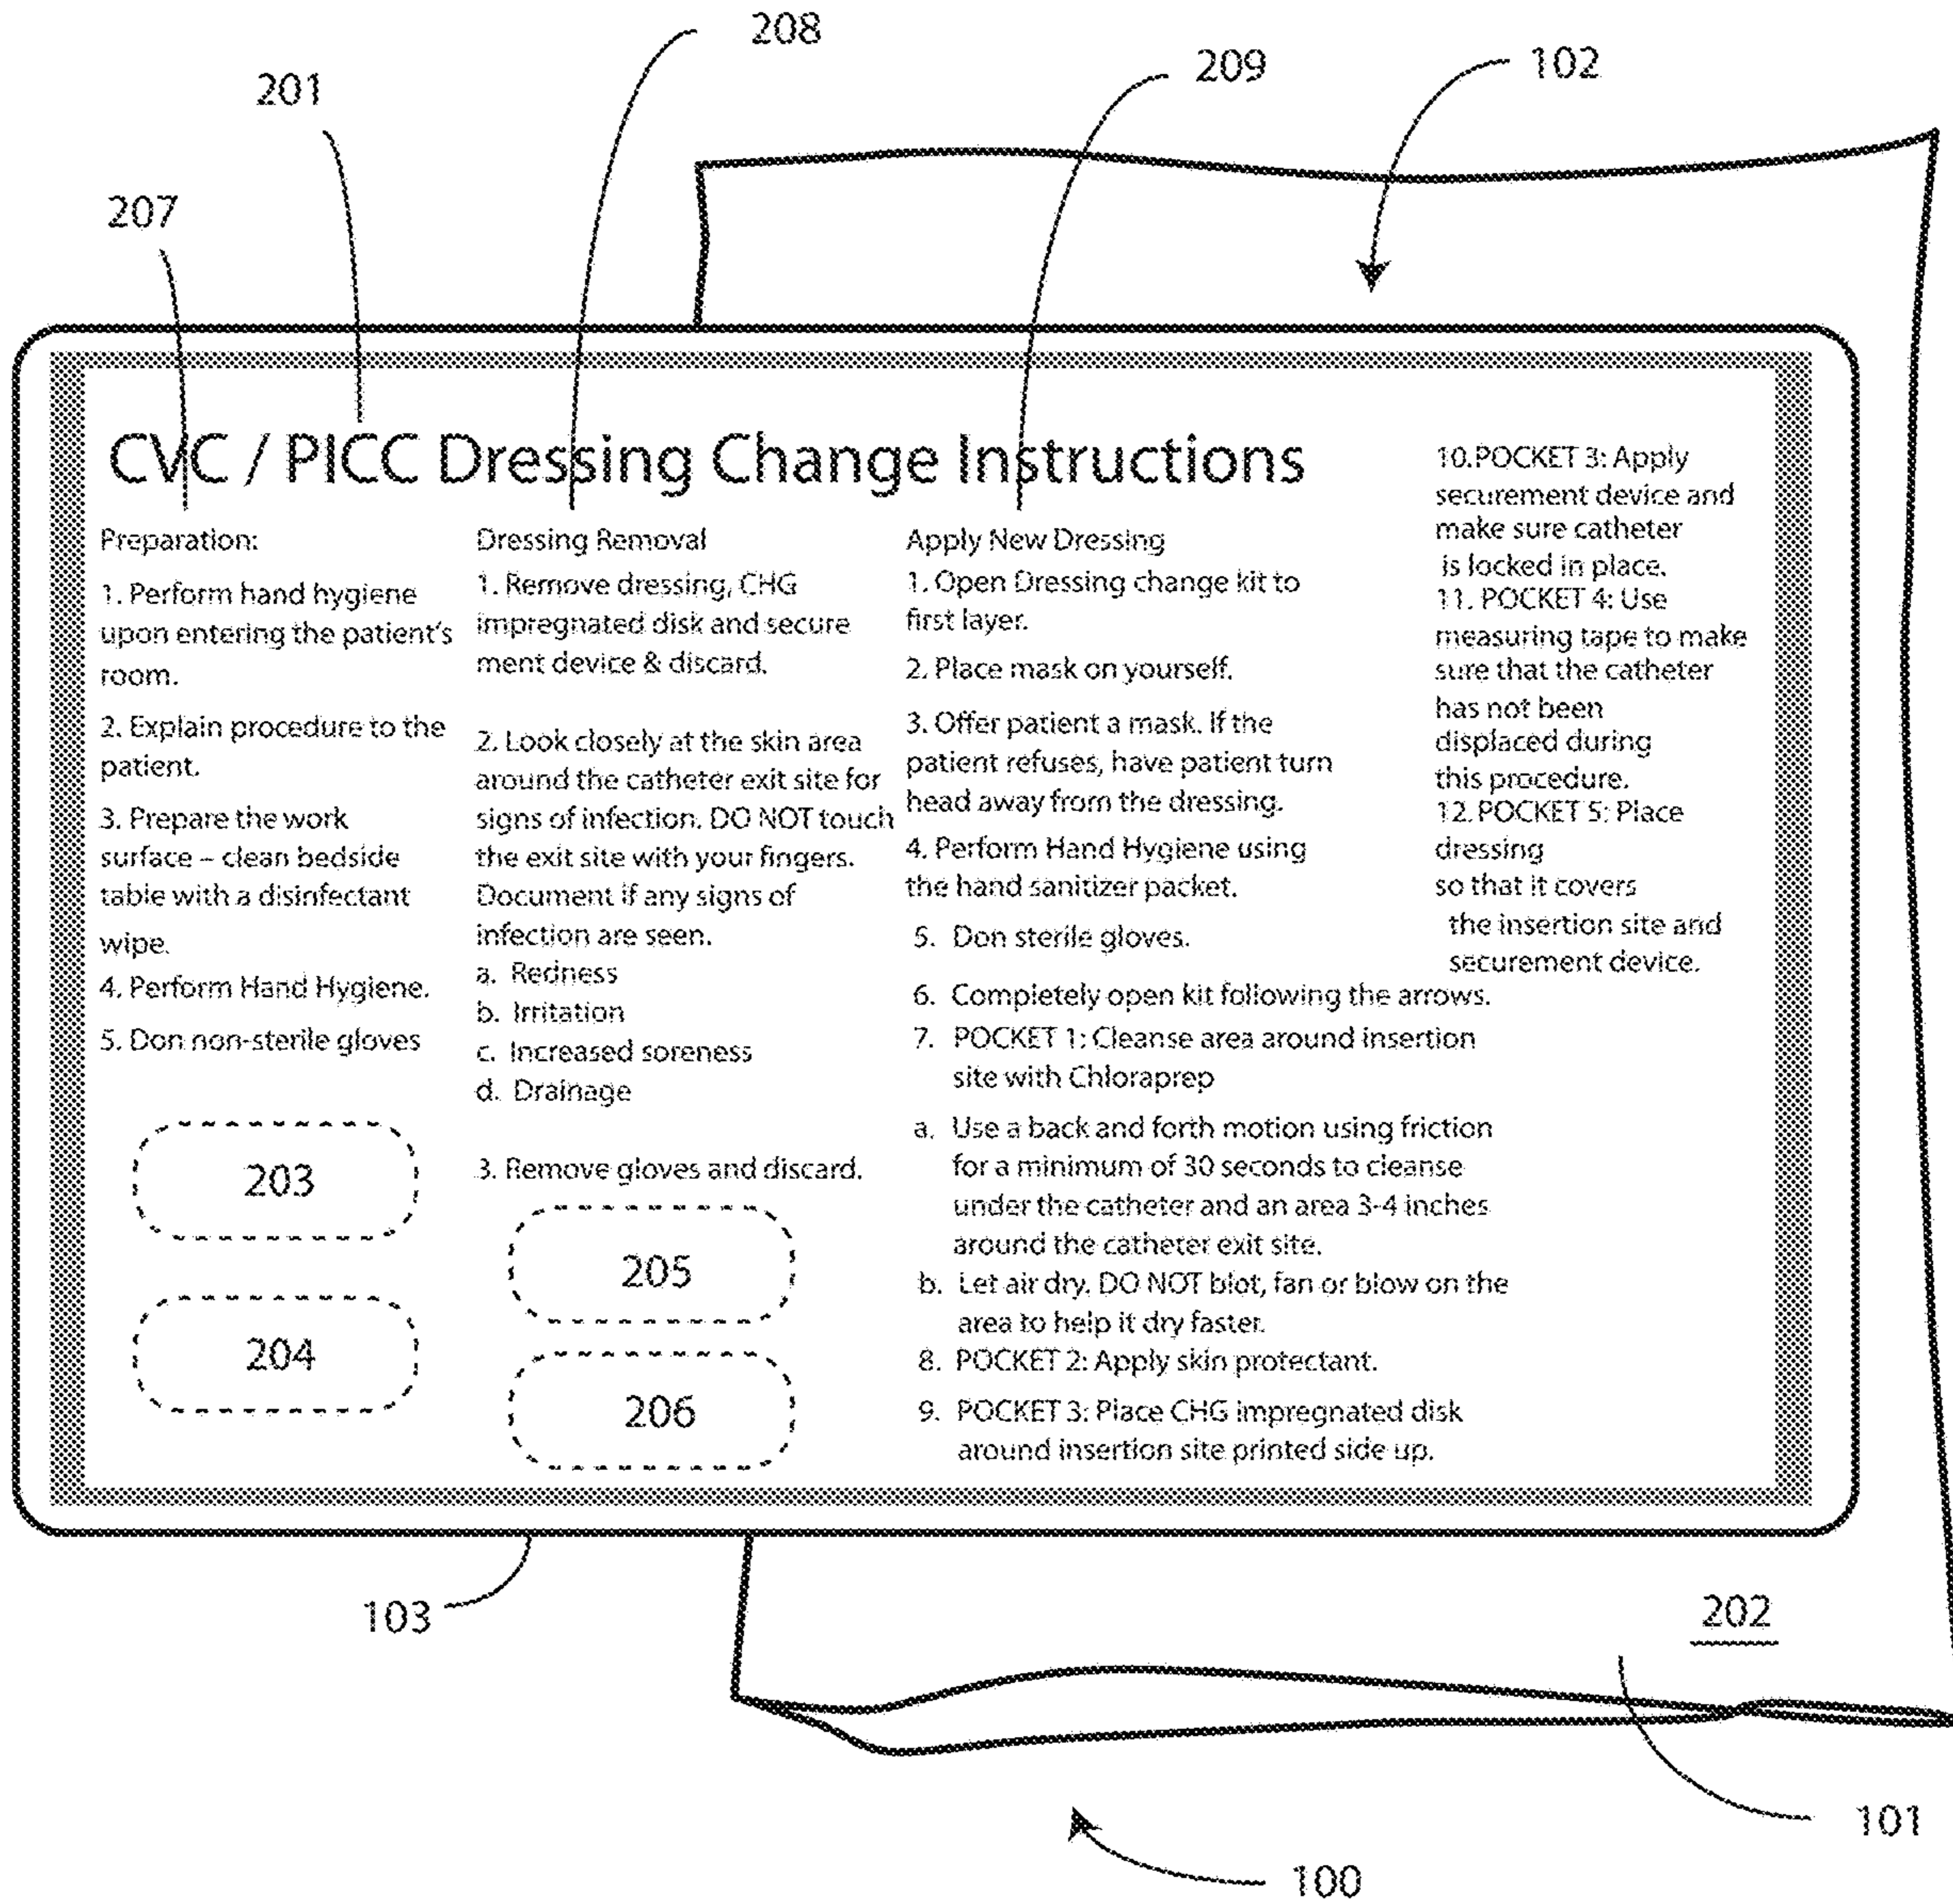 208
209
102
201
207
CVC / PICC Dressing Change Instructions
Preparation:
1. Perform hand hygiene
upon entering the patient's
room.
2. Explain procedure to the
patient.
3. Prepare the work
surface – clean bedside
table with a disinfectant
wipe.
4. Perform Hand Hygiene.
5. Don non-sterile gloves
203
204
Dressing Removal
1. Remove dressing, CHG
impregnated disk and secure
ment device & discard.
2. Look closely at the skin area
around the catheter exit site for
signs of infection. DO NOT touch
the exit site with your fingers.
Document if any signs of
infection are seen.
a. Redness
b. Irritation
c. Increased soreness
d. Drainage
3. Remove gloves and discard.
205
206
Apply New Dressing
1. Open Dressing change kit to
first layer.
2. Place mask on yourself.
3. Offer patient a mask. If the
patient refuses, have patient turn
head away from the dressing.
4. Perform Hand Hygiene using
the hand sanitizer packet.
5. Don sterile gloves.
6. Completely open kit following the arrows.
7. POCKET 1: Cleanse area around insertion
site with Chloraprep
a. Use a back and forth motion using friction
for a minimum of 30 seconds to cleanse
under the catheter and an area 3-4 inches
around the catheter exit site.
b. Let air dry. DO NOT blot, fan or blow on the
area to help it dry faster.
8. POCKET 2: Apply skin protectant.
9. POCKET 3: Place CHG impregnated disk
around insertion site printed side up.
10.POCKET 3: Apply
securement device and
make sure catheter
is locked in place.
11. POCKET 4: Use
measuring tape to make
sure that the catheter
has not been
displaced during
this procedure.
12. POCKET 5: Place
dressing
so that it covers
the insertion site and
securement device.
103
202
101
100